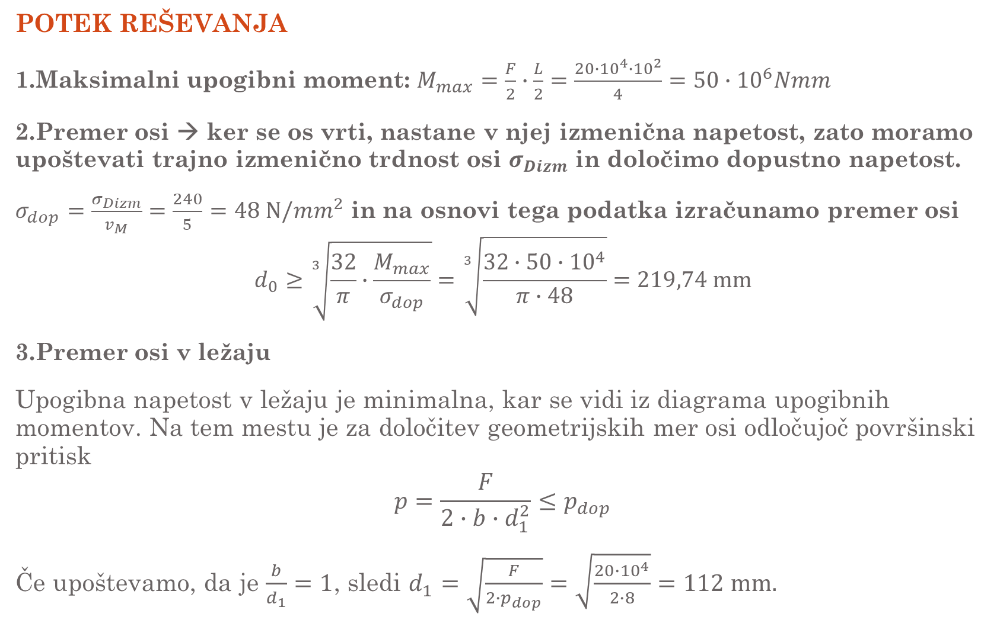 POTEK REŠEVANJA
1.Maksimalni upogibni moment: $M_{max} = \frac{F}{2} \cdot \frac{L}{2} = \frac{20 \cdot 10^4 \cdot 10^2}{4} = 50 \cdot 10^6 Nmm$
2.Premer osi → ker se os vrti, nastane v njej izmenična napetost, zato moramo
upoštevati trajno izmenično trdnost osi $\sigma_{Dizm}$ in določimo dopustno napetost.
$\sigma_{dop} = \frac{\sigma_{Dizm}}{v_M} = \frac{240}{5} = 48$ N/$mm^2$ in na osnovi tega podatka izračunamo premer osi
$d_0 \geq \sqrt[3]{\frac{32}{\pi} \cdot \frac{M_{max}}{\sigma_{dop}}} = \sqrt[3]{\frac{32 \cdot 50 \cdot 10^4}{\pi \cdot 48}} = 219,74$ mm
3.Premer osi v ležaju
Upogibna napetost v ležaju je minimalna, kar se vidi iz diagrama upogibnih
momentov. Na tem mestu je za določitev geometrijskih mer osi odločujoč površinski
pritisk
$p = \frac{F}{2 \cdot b \cdot d_1^2} \leq p_{dop}$
Če upoštevamo, da je $\frac{b}{d_1} = 1$, sledi $d_1 = \sqrt{\frac{F}{2 \cdot p_{dop}}} = \sqrt{\frac{20 \cdot 10^4}{2 \cdot 8}} = 112$ mm.